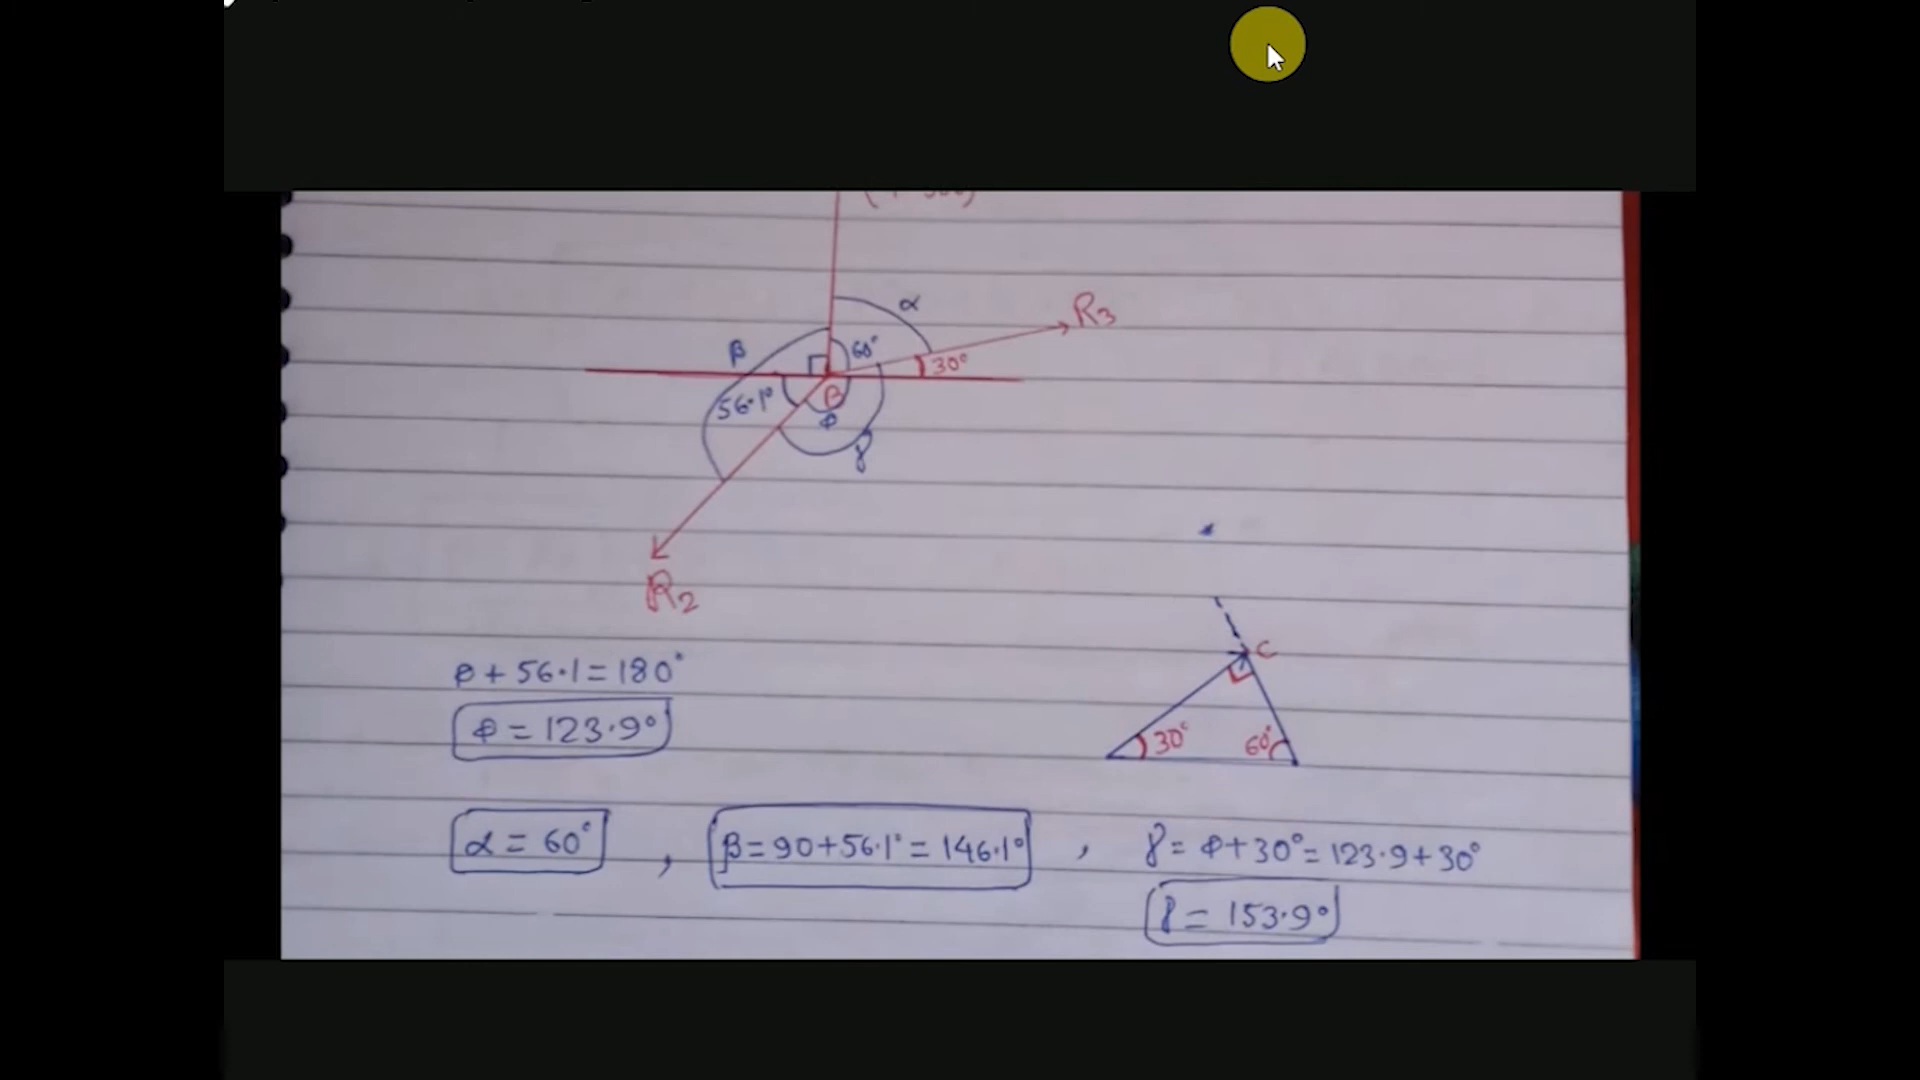 α
R3
β
60°
30°
56.1°
B
Φ
γ
R2
C
Φ + 56.1 = 180°
Φ = 123.9°
30°
60°
α = 60° , β = 90 + 56.1° = 146.1° , γ = Φ + 30° = 123.9 + 30°
γ = 153.9°